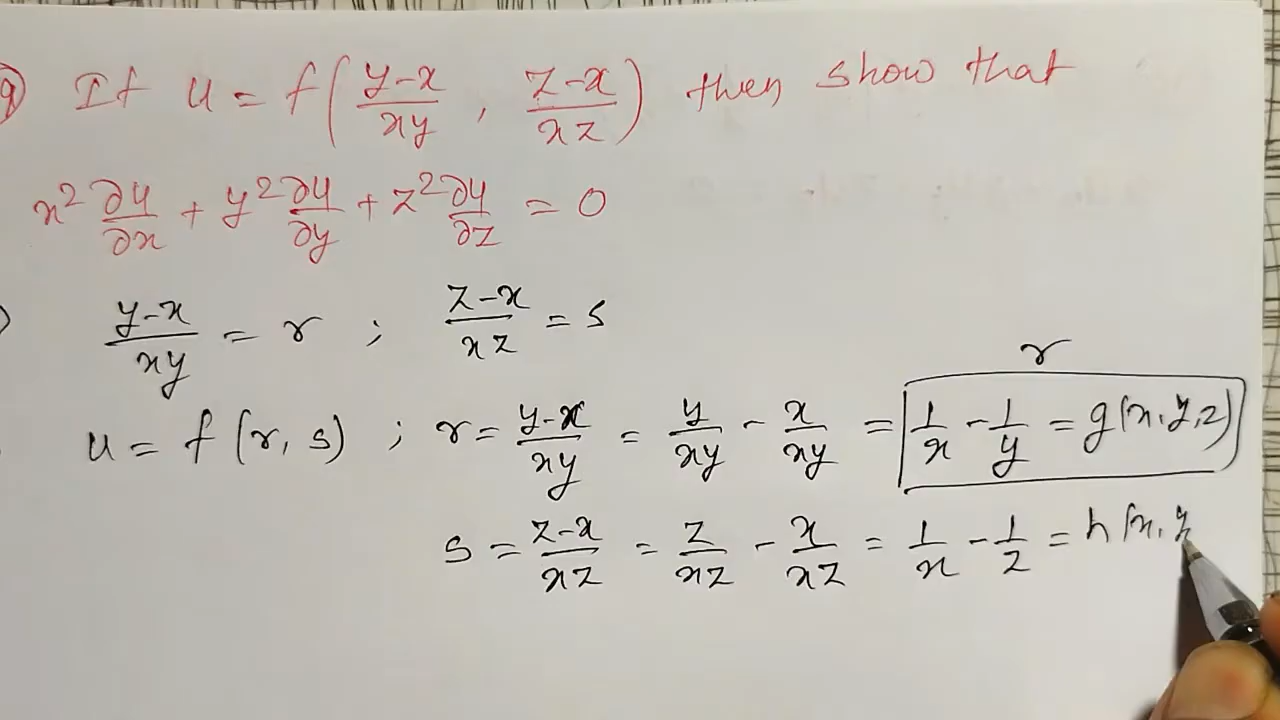 9) If u = f( (y-x)/(xy) , (z-x)/(xz) ) then show that
x² ∂u/∂x + y² ∂u/∂y + z² ∂u/∂z = 0
(y-x)/(xy) = r ; (z-x)/(xz) = s
r
u = f (r, s) ; r = (y-x)/(xy) = y/(xy) - x/(xy) = 1/x - 1/y = g(x,y,z)
s = (z-x)/(xz) = z/(xz) - x/(xz) = 1/x - 1/z = h(x, y